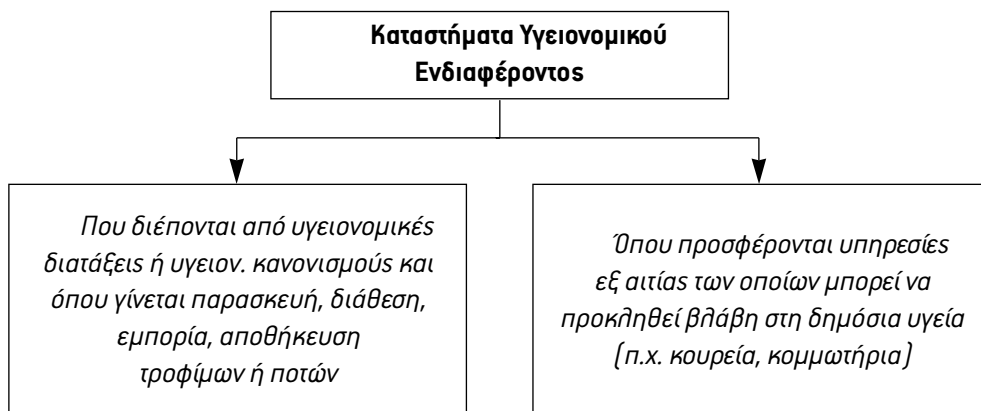 Καταστήματα Υγειονομικού
Ενδιαφέροντος
Που διέπονται από υγειονομικές
διατάξεις ή υγειον. κανονισμούς και
όπου γίνεται παρασκευή, διάθεση,
εμπορία, αποθήκευση
τροφίμων ή ποτών
Όπου προσφέρονται υπηρεσίες
εξ αιτίας των οποίων μπορεί να
προκληθεί βλάβη στη δημόσια υγεία
(π.χ. κουρεία, κομμωτήρια)